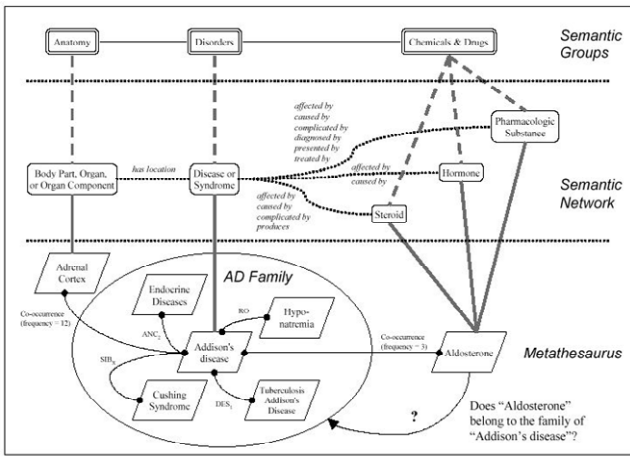 Anatomy
Disorders
Chemicals & Drugs
Semantic
Groups
affected by
caused by
complicated by
diagnosed by
presented by
treated by
Pharmacologic
Substance
Body Part, Organ,
or Organ Component
has location
Disease or
Syndrome
affected by
caused by
Hormone
Semantic
Network
affected by
caused by
complicated by
produces
Steroid
Adrenal
Cortex
AD Family
Endocrine
Diseases
RO
Hypo-
natremia
Co-occurrence
(frequency = 12)
ANC2
Addison's
disease
Co-occurrence
(frequency = 3)
Aldosterone
Metathesaurus
Cushing
Syndrome
DES1
Tuberculosis
Addison's
Disease
?
Does “Aldosterone”
belong to the family of
“Addison’s disease”?